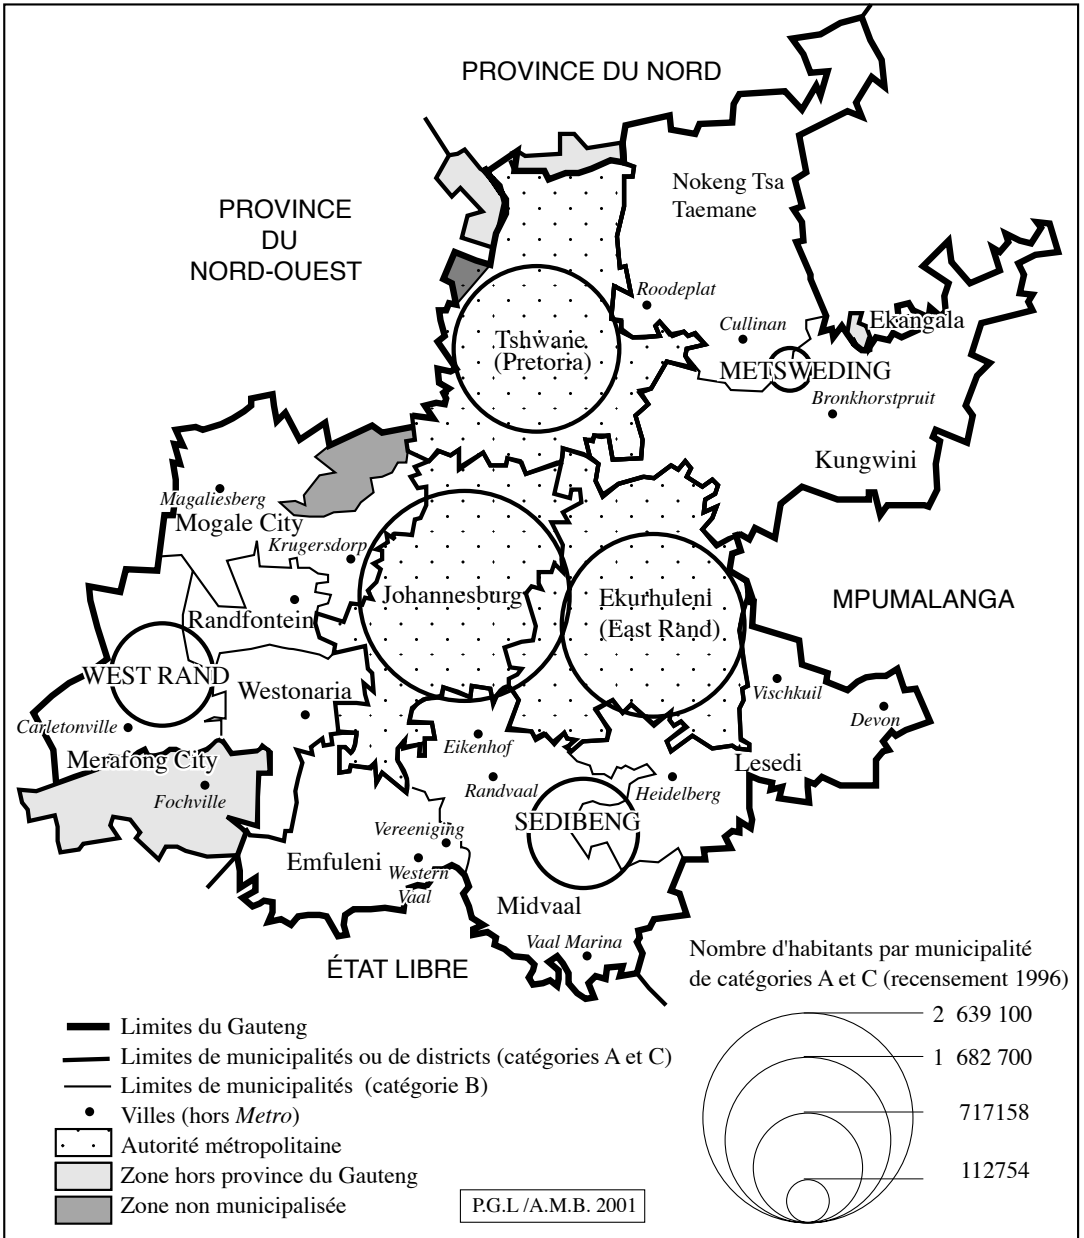 PROVINCE DU NORD
Nokeng Tsa
Taemane
PROVINCE
DU
NORD-OUEST
Roodeplat
Cullinan
Ekangala
Tshwane
(Pretoria)
METSWEDING
Bronkhorstpruit
Kungwini
Magaliesberg
Mogale City
Krugersdorp
Johannesburg
Ekurhuleni
(East Rand)
MPUMALANGA
Randfontein
WEST RAND
Westonaria
Vischkuil
Devon
Carletonville
Eikenhof
Merafong City
Lesedi
Fochville
Randvaal
Heidelberg
SEDIBENG
Vereeniging
Emfuleni
Western
Vaal
Midvaal
Vaal Marina
ÉTAT LIBRE
Nombre d'habitants par municipalité
de catégories A et C (recensement 1996)
2 639 100
1 682 700
717158
112754
Limites du Gauteng
Limites de municipalités ou de districts (catégories A et C)
Limites de municipalités (catégorie B)
Villes (hors Metro)
Autorité métropolitaine
Zone hors province du Gauteng
Zone non municipalisée
P.G.L /A.M.B. 2001